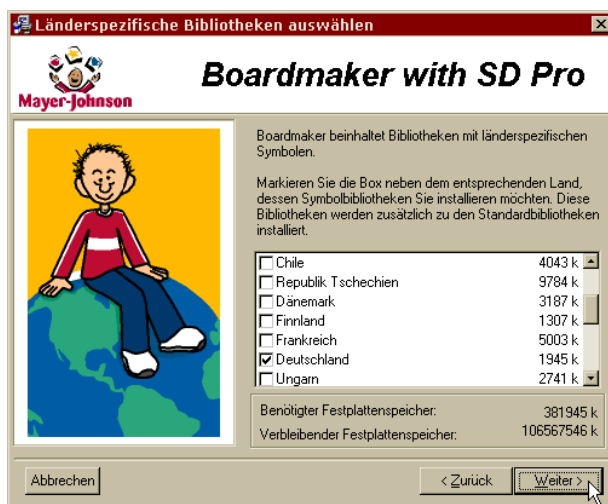 Länderspezifische Bibliotheken auswählen
Mayer-Johnson
Boardmaker with SD Pro
Boardmaker beinhaltet Bibliotheken mit länderspezifischen
Symbolen.
Markieren Sie die Box neben dem entsprechenden Land,
dessen Symbolbibliotheken Sie installieren möchten. Diese
Bibliotheken werden zusätzlich zu den Standardbibliotheken
installiert.
Chile 4043 k
Republik Tschechien 9784 k
Dänemark 3187 k
Finnland 1307 k
Frankreich 5003 k
Deutschland 1945 k
Ungarn 2741 k
Benötigter Festplattenspeicher: 381945 k
Verbleibender Festplattenspeicher: 106567546 k
Abbrechen < Zurück Weiter >